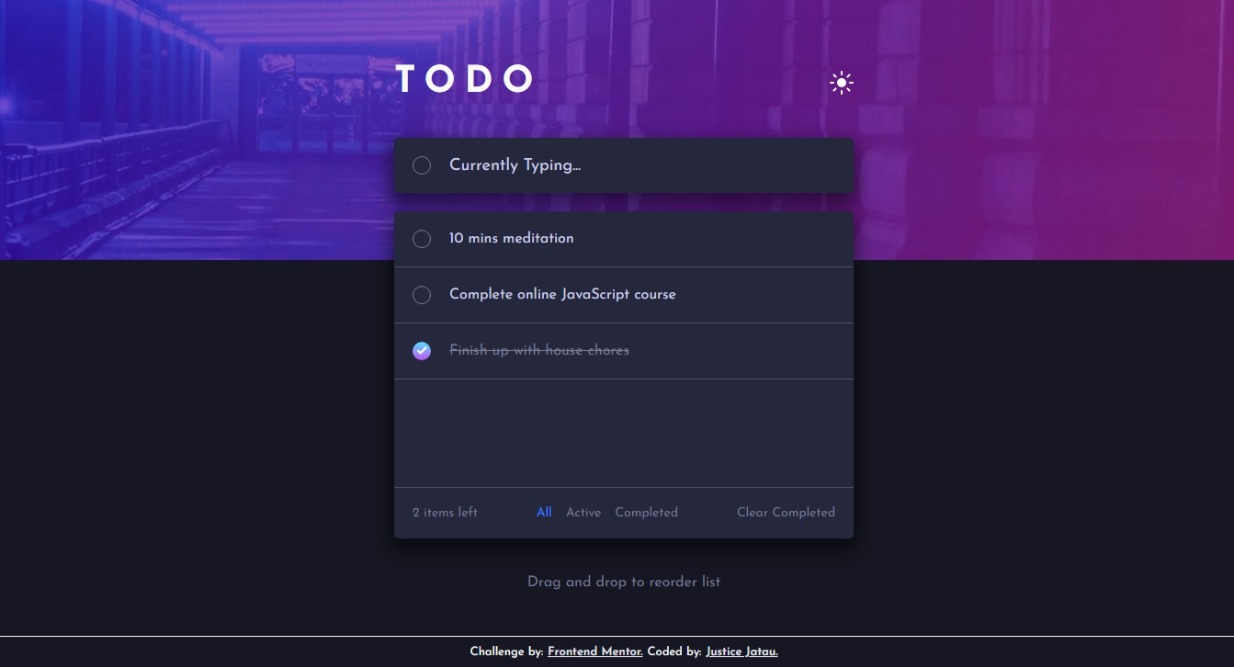 TODO
Currently Typing...
10 mins meditation
Complete online JavaScript course
Finish up with house chores
2 items left All Active Completed Clear Completed
Drag and drop to reorder list
Challenge by: Frontend Mentor. Coded by: Justice Jatau.